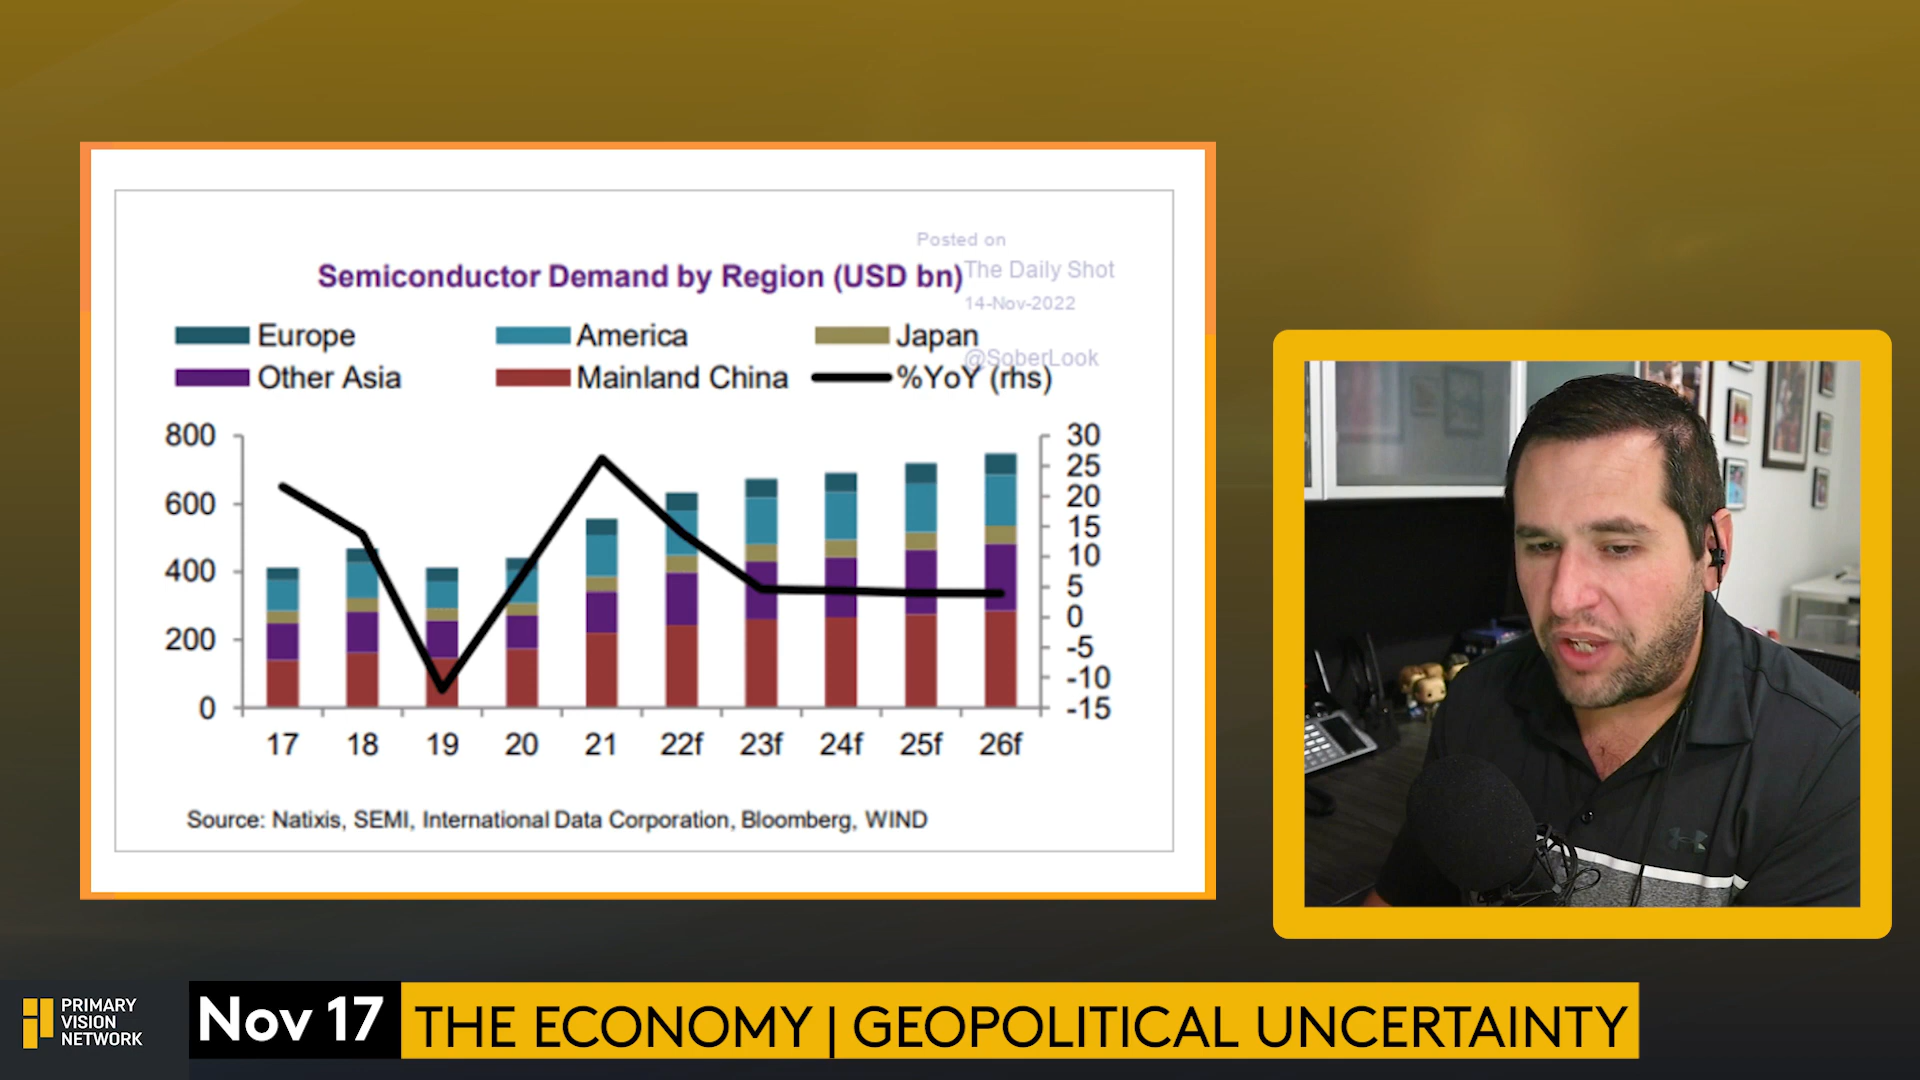 Posted on
Semiconductor Demand by Region (USD bn)
The Daily Shot
14-Nov-2022
Europe
America
Japan
@SoberLook
Other Asia
Mainland China
%YoY (rhs)
800
600
400
200
0
30
25
20
15
10
5
0
-5
-10
-15
17
18
19
20
21
22f
23f
24f
25f
26f
Source: Natixis, SEMI, International Data Corporation, Bloomberg, WIND
PRIMARY
VISION
NETWORK
Nov 17
THE ECONOMY | GEOPOLITICAL UNCERTAINTY